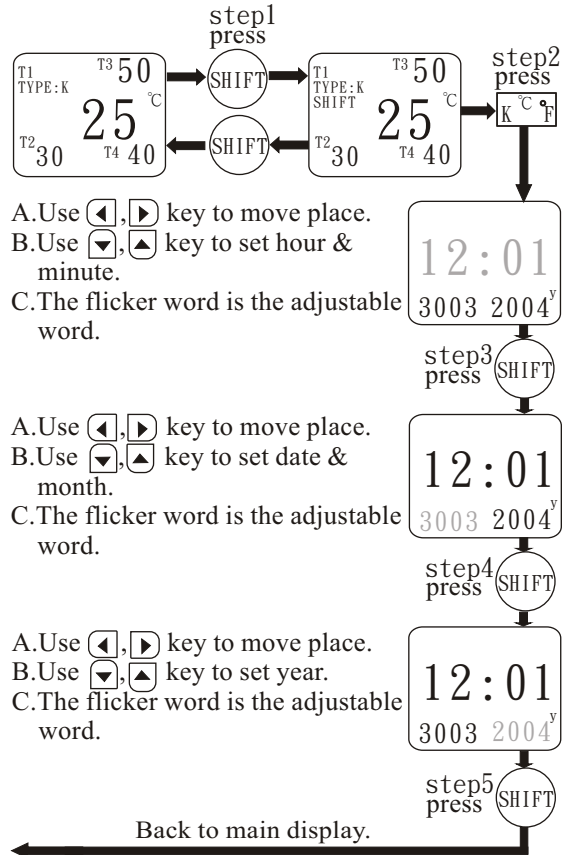 step1
press
T1
TYPE:K
T3 50
25 ℃
T2 30
T4 40
SHIFT
SHIFT
T1
TYPE:K
SHIFT
T3 50
25 ℃
T2 30
T4 40
step2
press
K ℃ ℉
A.Use ◀,▶ key to move place.
B.Use ▼,▲ key to set hour &
minute.
C.The flicker word is the adjustable
word.
12:01
3003 2004y
step3
press SHIFT
A.Use ◀,▶ key to move place.
B.Use ▼,▲ key to set date &
month.
C.The flicker word is the adjustable
word.
12:01
3003 2004y
step4
press SHIFT
A.Use ◀,▶ key to move place.
B.Use ▼,▲ key to set year.
C.The flicker word is the adjustable
word.
12:01
3003 2004y
step5
press SHIFT
Back to main display.